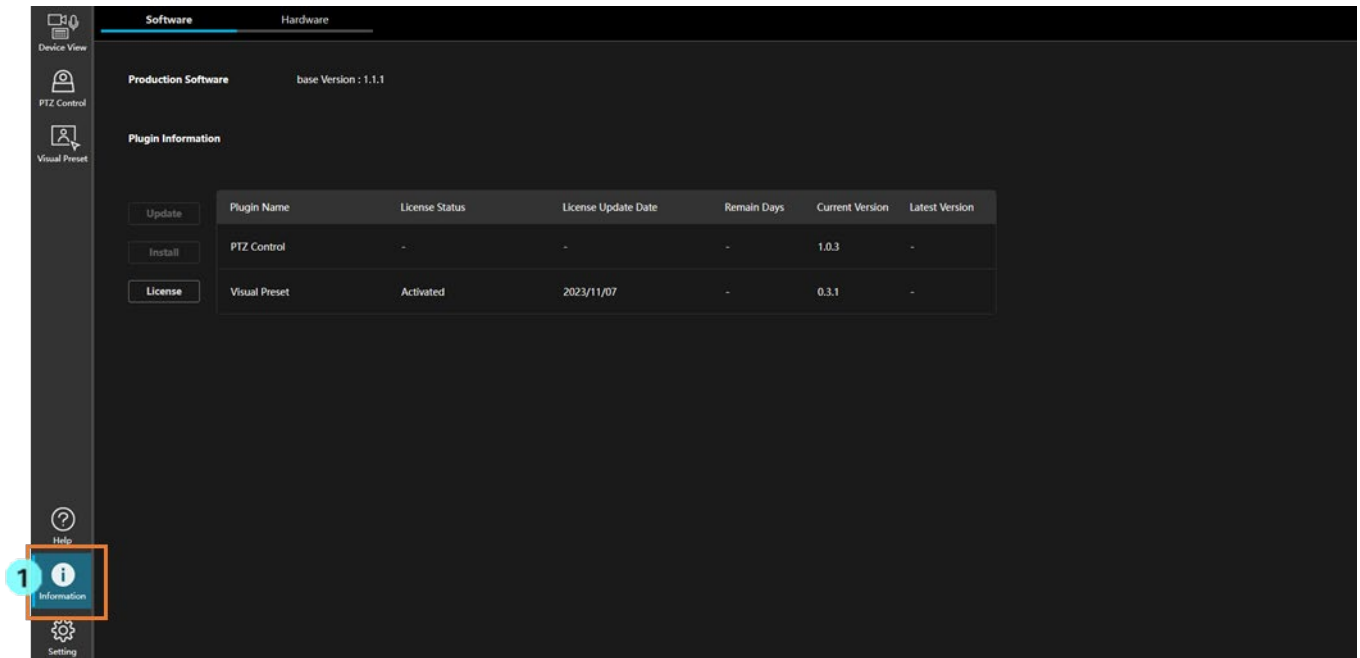 Software Hardware
Device View
PTZ Control
Visual Preset
Production Software base Version : 1.1.1
Plugin Information
Update
Install
License
Plugin Name License Status License Update Date Remain Days Current Version Latest Version
PTZ Control - - - 1.0.3 -
Visual Preset Activated 2023/11/07 - 0.3.1 -
Help
1
Information
Setting